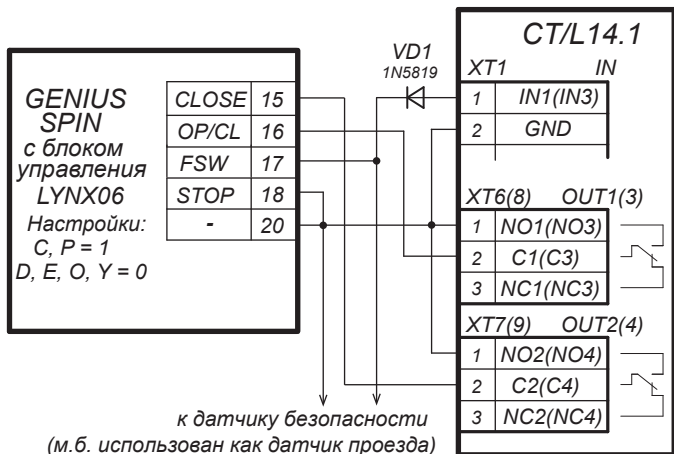 GENIUS
SPIN
с блоком
управления
LYNX06
Настройки:
C, P = 1
D, E, O, Y = 0
CLOSE 15
OP/CL 16
FSW 17
STOP 18
- 20
VD1
1N5819
CT/L14.1
XT1 IN
1 IN1(IN3)
2 GND
XT6(8) OUT1(3)
1 NO1(NO3)
2 C1(C3)
3 NC1(NC3)
XT7(9) OUT2(4)
1 NO2(NO4)
2 C2(C4)
3 NC2(NC4)
к датчику безопасности
(м.б. использован как датчик проезда)